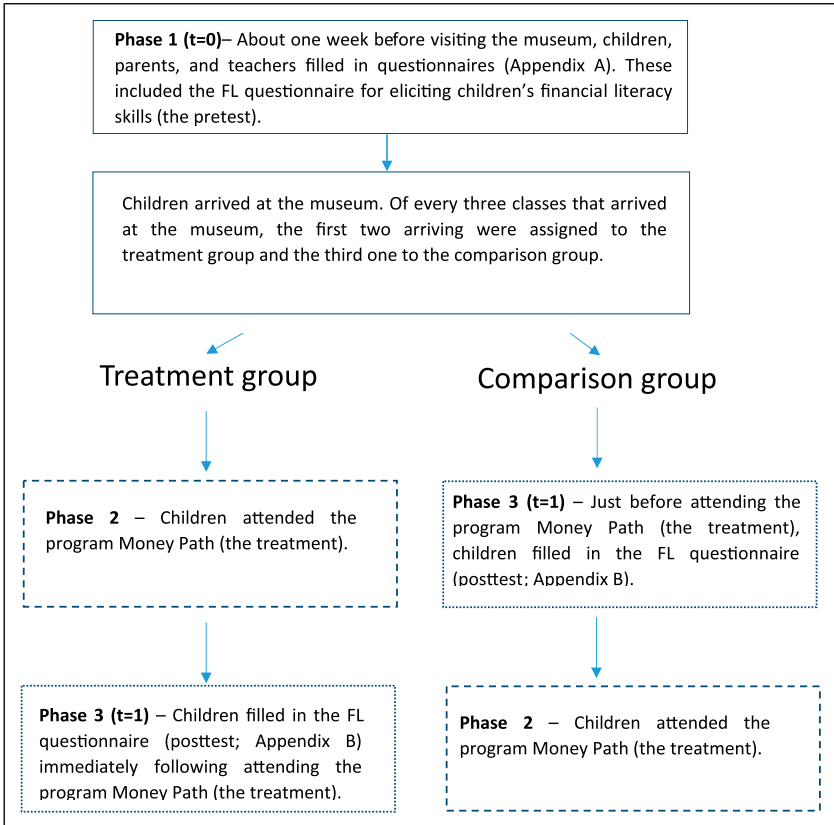 Phase 1 (t=0)– About one week before visiting the museum, children,
parents, and teachers filled in questionnaires (Appendix A). These
included the FL questionnaire for eliciting children's financial literacy
skills (the pretest).
Children arrived at the museum. Of every three classes that arrived
at the museum, the first two arriving were assigned to the
treatment group and the third one to the comparison group.
Treatment group
Comparison group
Phase 2 – Children attended the
program Money Path (the treatment).
Phase 3 (t=1) – Just before attending the
program Money Path (the treatment),
children filled in the FL questionnaire
(posttest; Appendix B).
Phase 3 (t=1) – Children filled in the FL
questionnaire (posttest; Appendix B)
immediately following attending the
program Money Path (the treatment).
Phase 2 – Children attended the
program Money Path (the treatment).